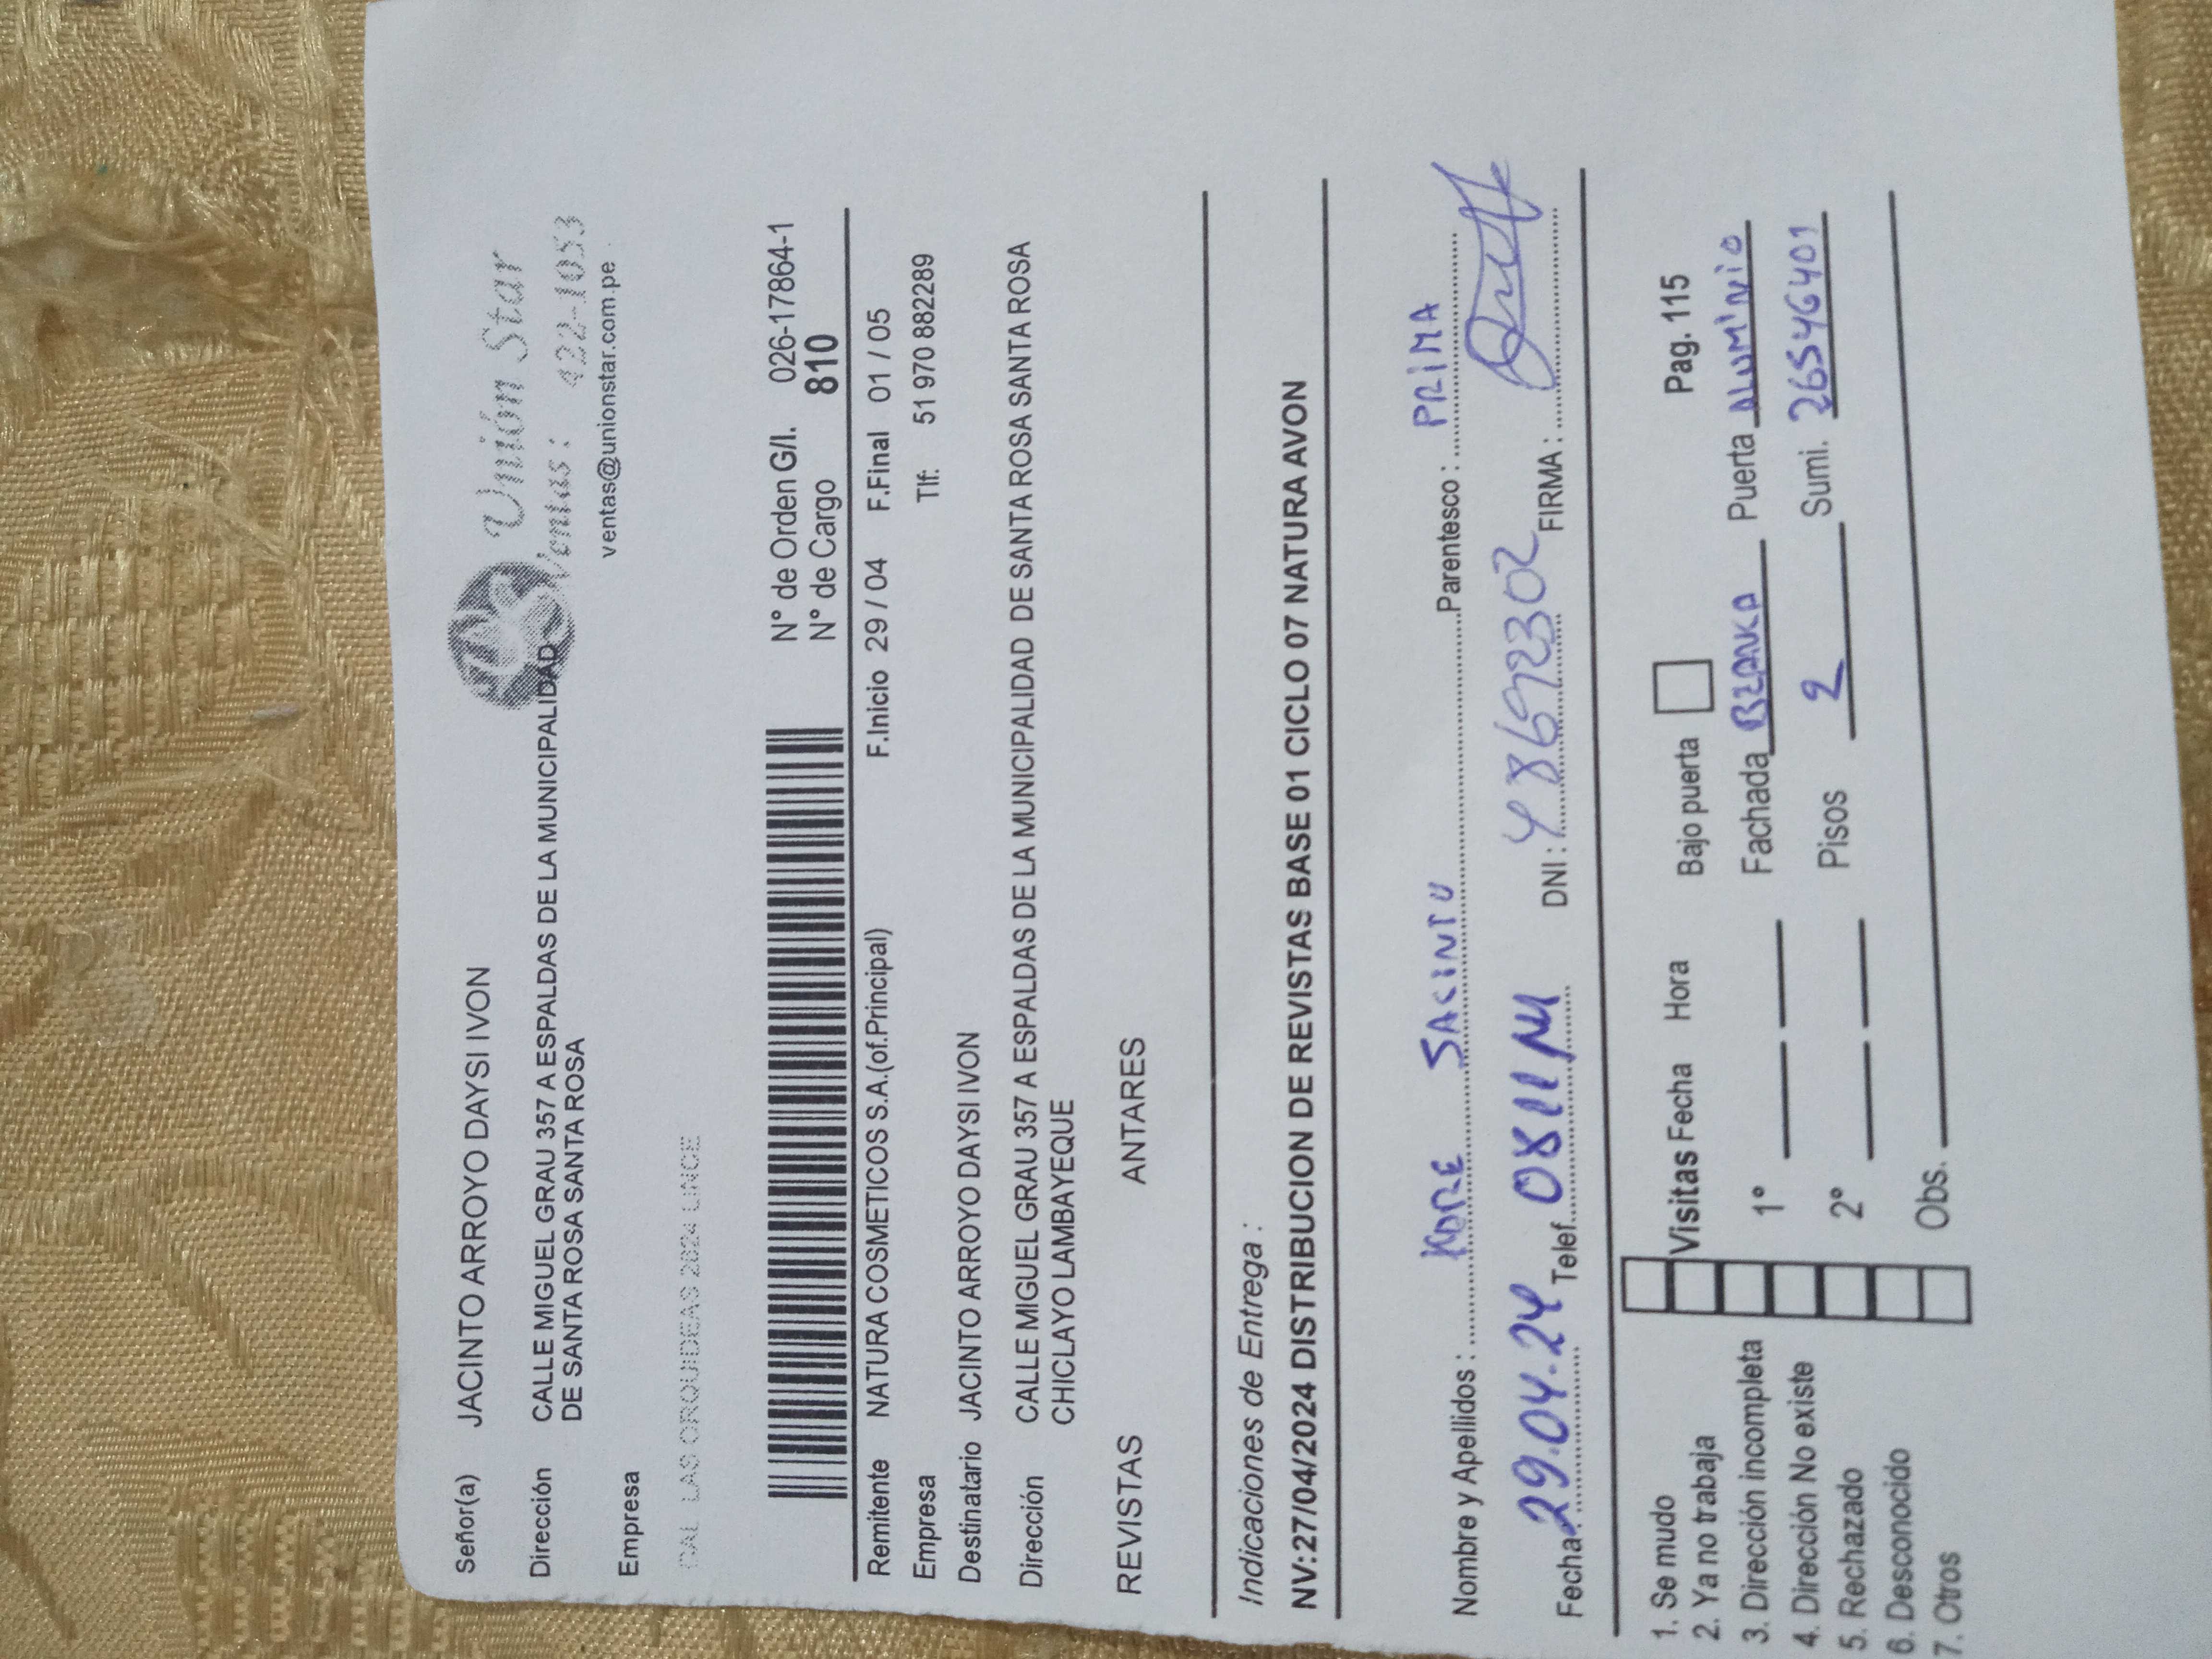 Unión Star
Ventas : 422-1053
ventas@unionstar.com.pe
Señor(a) JACINTO ARROYO DAYSI IVON
Dirección CALLE MIGUEL GRAU 357 A ESPALDAS DE LA MUNICIPALIDAD
DE SANTA ROSA SANTA ROSA
Empresa
CAL LAS ORQUIDEAS 2624 LINCE
N° de Orden G/I. 026-17864-1
N° de Cargo 810
Remitente NATURA COSMETICOS S.A.(of.Principal) F.Inicio 29 / 04 F.Final 01 / 05
Empresa Tlf: 51 970 882289
Destinatario JACINTO ARROYO DAYSI IVON
Dirección CALLE MIGUEL GRAU 357 A ESPALDAS DE LA MUNICIPALIDAD DE SANTA ROSA SANTA ROSA
CHICLAYO LAMBAYEQUE
REVISTAS ANTARES
Indicaciones de Entrega :
NV:27/04/2024 DISTRIBUCION DE REVISTAS BASE 01 CICLO 07 NATURA AVON
Nombre y Apellidos : SACINTO Parentesco : PRIMA
Fecha 29.04.24 Telef. DNI : FIRMA :
1. Se mudo
2. Ya no trabaja
3. Dirección incompleta
4. Dirección No existe
5. Rechazado
6. Desconocido
7. Otros
Visitas Fecha Hora Bajo puerta Pag. 115
1° Fachada BLANCA Puerta ALUMINIO
2° Pisos 2 Sumi. 26546401
Obs.